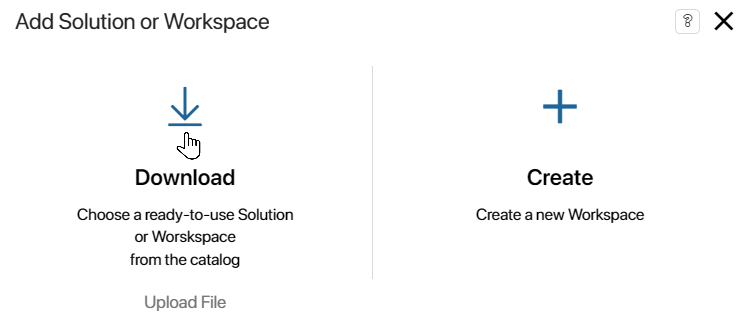 Add Solution or Workspace
?
Download
Choose a ready-to-use Solution
or Worskspace
from the catalog
Upload File
Create
Create a new Workspace